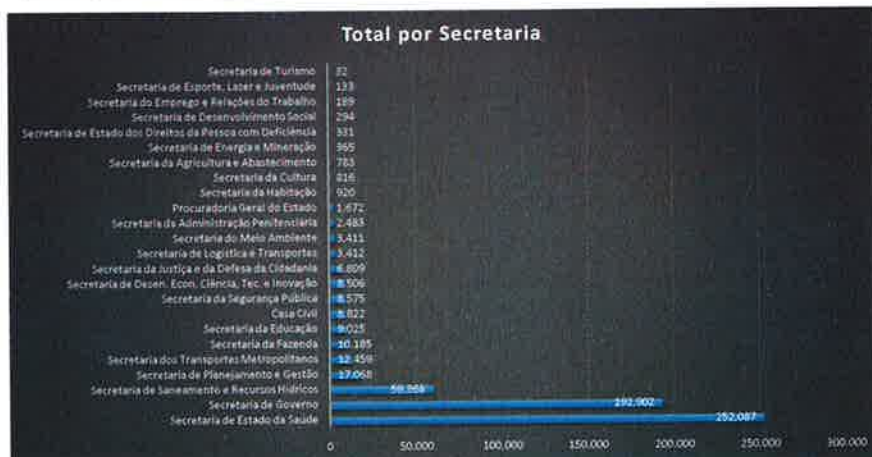 Total por Secretaria
Secretaria de Turismo 32
Secretaria de Esporte, Lazer e Juventude 133
Secretaria do Emprego e Relações do Trabalho 189
Secretaria de Desenvolvimento Social 294
Secretaria de Estado dos Direitos da Pessoa com Deficiência 331
Secretaria de Energia e Mineração 365
Secretaria da Agricultura e Abastecimento 783
Secretaria da Cultura 816
Secretaria da Habitação 920
Procuradoria Geral do Estado 1.672
Secretaria da Administração Penitenciária 2.483
Secretaria do Meio Ambiente 3.411
Secretaria de Logística e Transportes 3.412
Secretaria da Justiça e da Defesa da Cidadania 6.809
Secretaria de Desen. Econ. Ciência, Tec. e Inovação 8.506
Secretaria da Segurança Pública 8.575
Casa Civil 8.822
Secretaria da Educação 9.025
Secretaria da Fazenda 10.185
Secretaria dos Transportes Metropolitanos 12.459
Secretaria de Planejamento e Gestão 17.068
Secretaria de Saneamento e Recursos Hídricos
Secretaria de Governo 192.902
Secretaria de Estado da Saúde 252.087
0 50.000 100.000 150.000 200.000 250.000 300.000